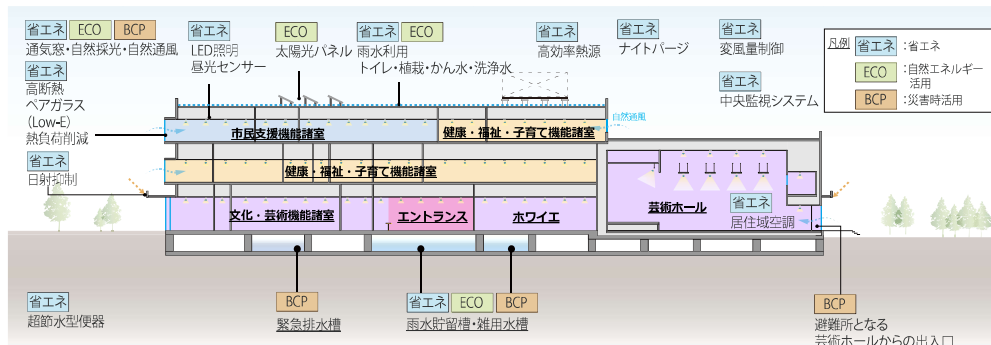 省エネ ECO BCP
通気窓・自然採光・自然通風
省エネ
LED照明
昼光センサー
ECO
太陽光パネル
省エネ ECO
雨水利用
トイレ・植栽・かん水・洗浄水
省エネ
高効率熱源
省エネ
ナイトパージ
省エネ
変風量制御
省エネ
中央監視システム
凡例
省エネ :省エネ
ECO :自然エネルギー
活用
BCP :災害時活用
省エネ
高断熱
ペアガラス
(Low-E)
熱負荷削減
省エネ
日射抑制
自然通風
市民支援機能諸室
健康・福祉・子育て機能諸室
健康・福祉・子育て機能諸室
文化・芸術機能諸室
エントランス
ホワイエ
芸術ホール
省エネ
居住域空調
省エネ
超節水型便器
BCP
緊急排水槽
省エネ ECO BCP
雨水貯留槽・雑用水槽
BCP
避難所となる
芸術ホールからの出入口